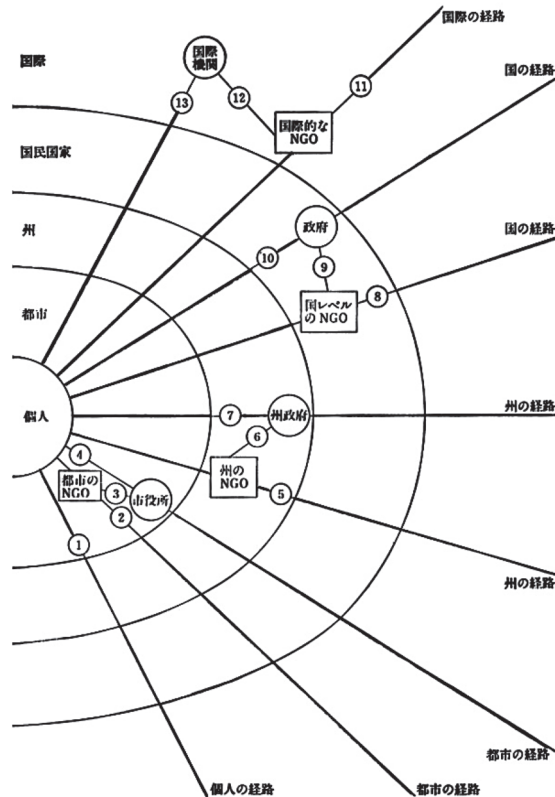 国際の経路
国際
国際
機関
国の経路
⑪
⑫
⑬
国際的な
NGO
国民国家
州
政府
国の経路
⑩
⑨
⑧
都市
国レベル
のNGO
個人
⑦
州政府
州の経路
⑥
④
州の
NGO
都市の
NGO
③
市役所
⑤
②
①
州の経路
都市の経路
個人の経路
都市の経路